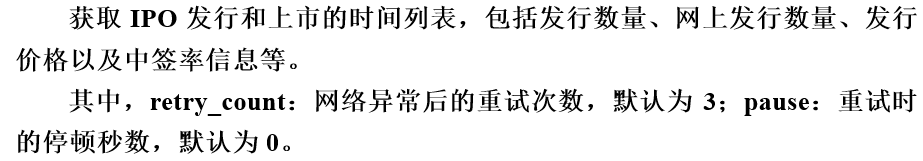 获取 IPO 发行和上市的时间列表，包括发行数量、网上发行数量、发行
价格以及中签率信息等。
其中，retry_count：网络异常后的重试次数，默认为 3；pause：重试时
的停顿秒数，默认为 0。